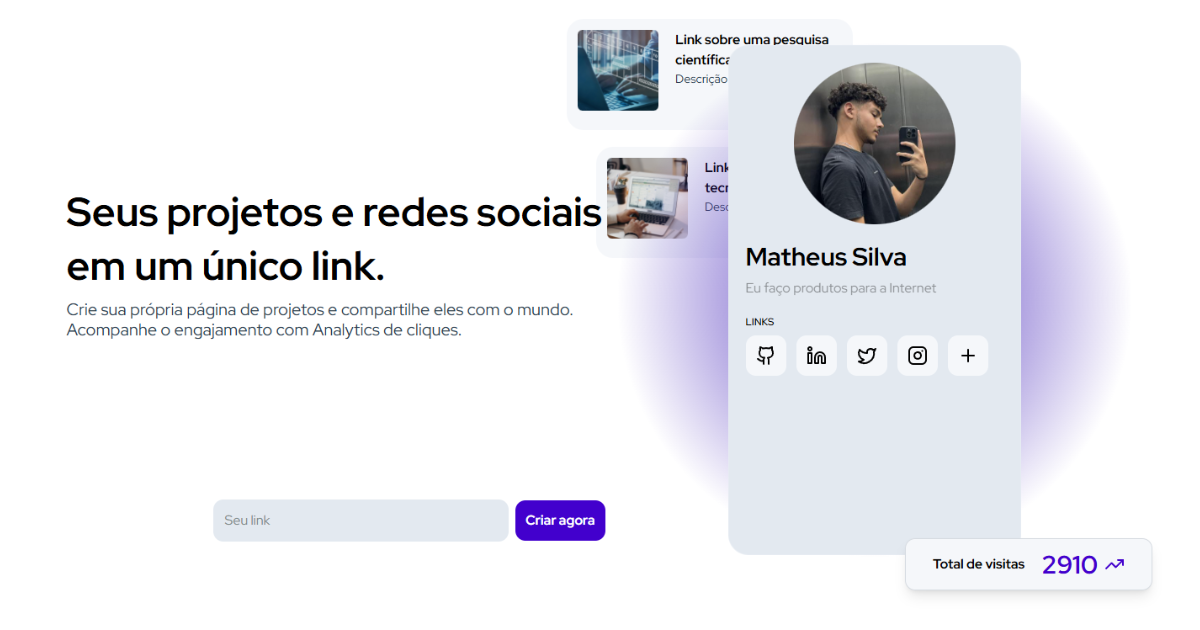 Seus projetos e redes sociais
em um único link.
Crie sua própria página de projetos e compartilhe eles com o mundo.
Acompanhe o engajamento com Analytics de cliques.
Seu link
Criar agora
Link sobre uma pesquisa
científica
Descrição
Link
Matheus Silva
Eu faço produtos para a Internet
LINKS
Total de visitas 2910